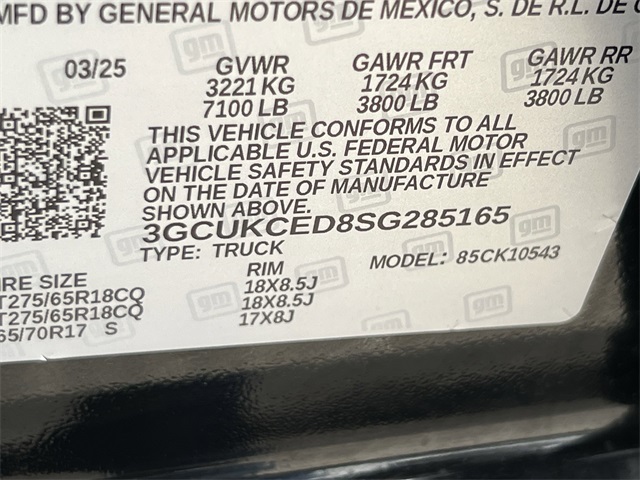 MFD BY GENERAL MOTORS DE MEXICO, S. DE R.L. DE
03/25 GVWR GAWR FRT GAWR RR
3221 KG 1724 KG 1724 KG
7100 LB 3800 LB 3800 LB
THIS VEHICLE CONFORMS TO ALL
APPLICABLE U.S. FEDERAL MOTOR
VEHICLE SAFETY STANDARDS IN EFFECT
ON THE DATE OF MANUFACTURE
SHOWN ABOVE.
3GCUKCED8SG285165
TYPE: TRUCK MODEL: 85CK10543
IRE SIZE RIM
T275/65R18CQ 18X8.5J
T275/65R18CQ 18X8.5J
65/70R17 S 17X8J